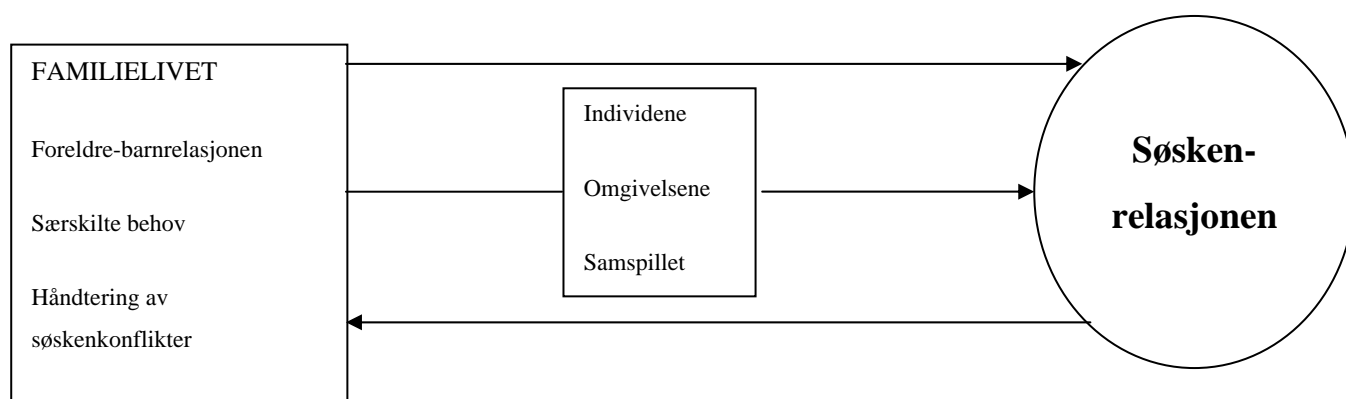 FAMILIELIVET
Foreldre-barnrelasjonen
Særskilte behov
Håndtering av
søskenkonflikter
Individene
Omgivelsene
Samspillet
Søsken-
relasjonen